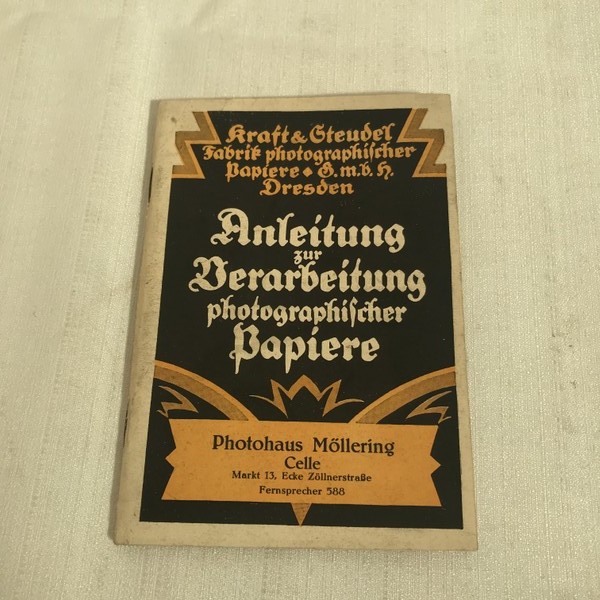 Kraft & Steudel
Fabrik photographischer
Papiere ⬥ G.m.b.H.
Dresden
Anleitung
zur
Verarbeitung
photographischer
Papiere
Photohaus Möllering
Celle
Markt 13, Ecke Zöllnerstraße
Fernsprecher 588